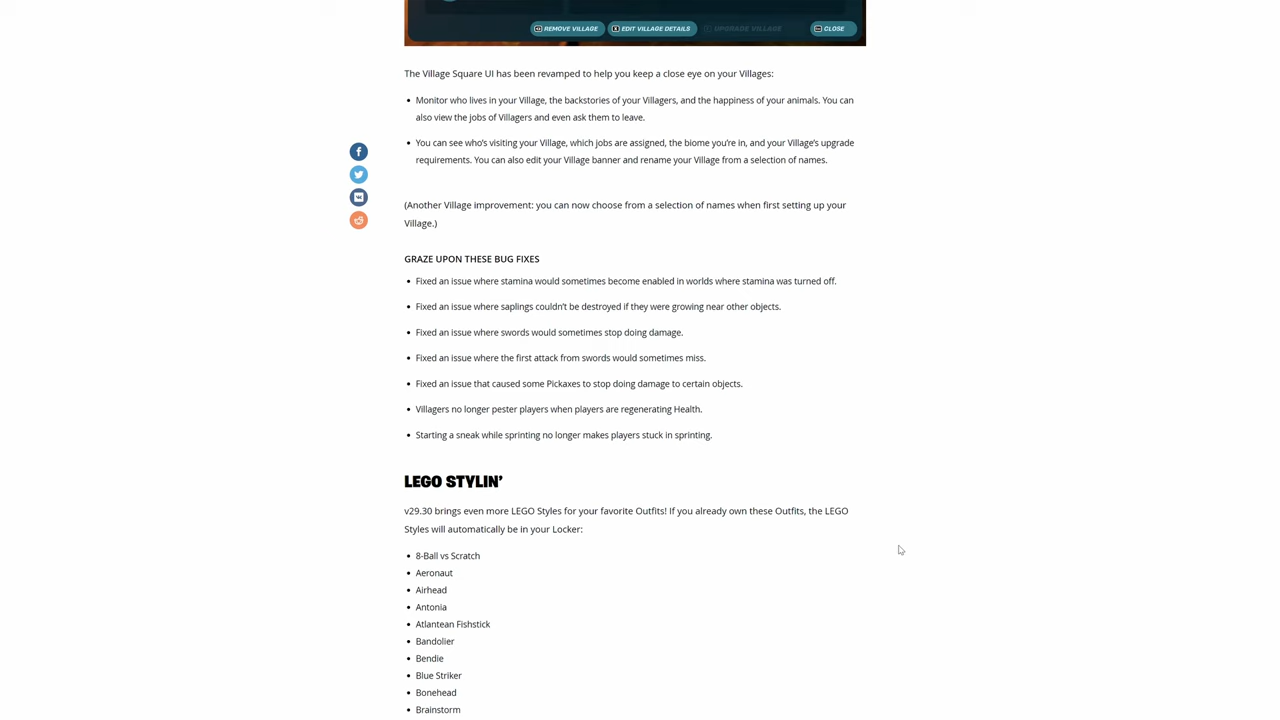 REMOVE VILLAGE EDIT VILLAGE DETAILS UPGRADE VILLAGE CLOSE
The Village Square UI has been revamped to help you keep a close eye on your Villages:
• Monitor who lives in your Village, the backstories of your Villagers, and the happiness of your animals. You can
also view the jobs of Villagers and even ask them to leave.
• You can see who's visiting your Village, which jobs are assigned, the biome you're in, and your Village's upgrade
requirements. You can also edit your Village banner and rename your Village from a selection of names.
(Another Village improvement: you can now choose from a selection of names when first setting up your
Village.)
GRAZE UPON THESE BUG FIXES
• Fixed an issue where stamina would sometimes become enabled in worlds where stamina was turned off.
• Fixed an issue where saplings couldn't be destroyed if they were growing near other objects.
• Fixed an issue where swords would sometimes stop doing damage.
• Fixed an issue where the first attack from swords would sometimes miss.
• Fixed an issue that caused some Pickaxes to stop doing damage to certain objects.
• Villagers no longer pester players when players are regenerating Health.
• Starting a sneak while sprinting no longer makes players stuck in sprinting.
LEGO STYLIN'
v29.30 brings even more LEGO Styles for your favorite Outfits! If you already own these Outfits, the LEGO
Styles will automatically be in your Locker:
• 8-Ball vs Scratch
• Aeronaut
• Airhead
• Antonia
• Atlantean Fishstick
• Bandolier
• Bendie
• Blue Striker
• Bonehead
• Brainstorm